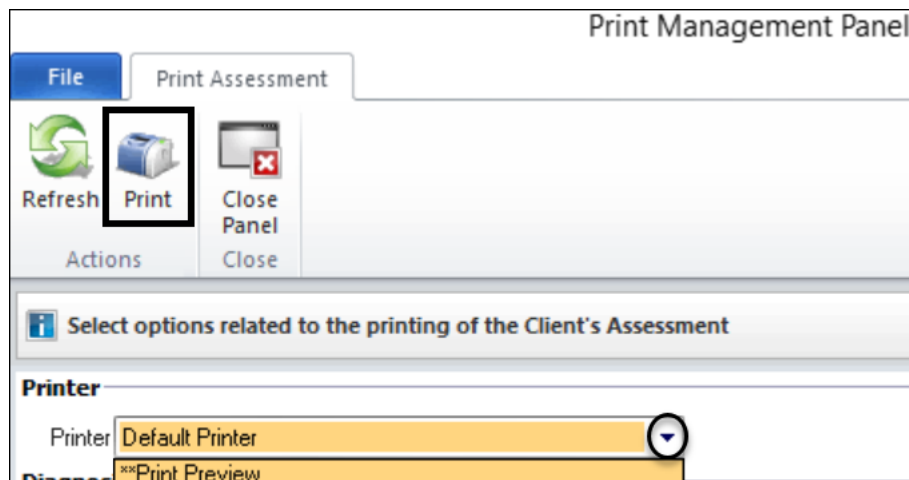 Print Management Panel
File Print Assessment
Refresh Print Close Panel
Actions Close
Select options related to the printing of the Client's Assessment
Printer
Printer Default Printer
**Print Preview